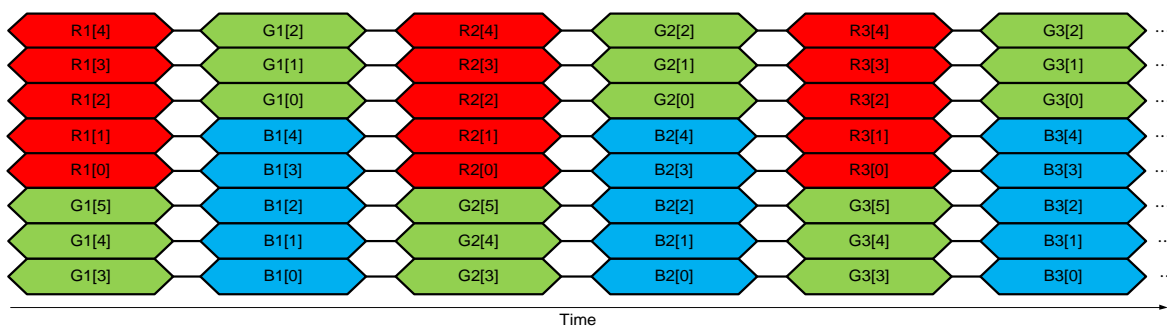 R1[4] G1[2] R2[4] G2[2] R3[4] G3[2] ...
R1[3] G1[1] R2[3] G2[1] R3[3] G3[1] ...
R1[2] G1[0] R2[2] G2[0] R3[2] G3[0] ...
R1[1] B1[4] R2[1] B2[4] R3[1] B3[4] ...
R1[0] B1[3] R2[0] B2[3] R3[0] B3[3] ...
G1[5] B1[2] G2[5] B2[2] G3[5] B3[2] ...
G1[4] B1[1] G2[4] B2[1] G3[4] B3[1] ...
G1[3] B1[0] G2[3] B2[0] G3[3] B3[0] ...
Time